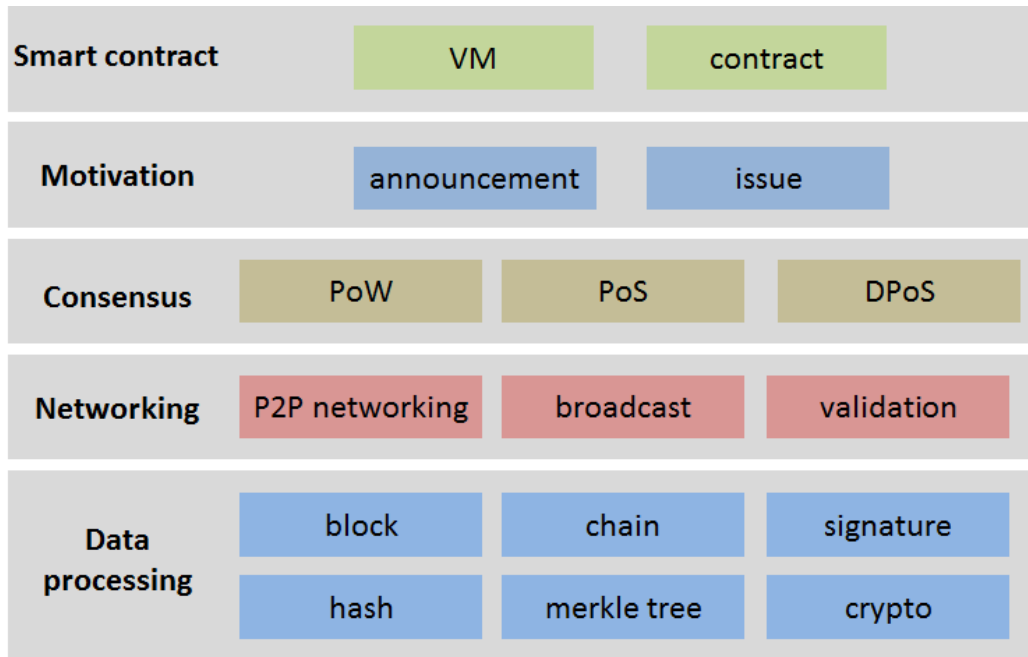 Smart contract
VM
contract
Motivation
announcement
issue
Consensus
PoW
PoS
DPoS
Networking
P2P networking
broadcast
validation
Data
processing
block
chain
signature
hash
merkle tree
crypto